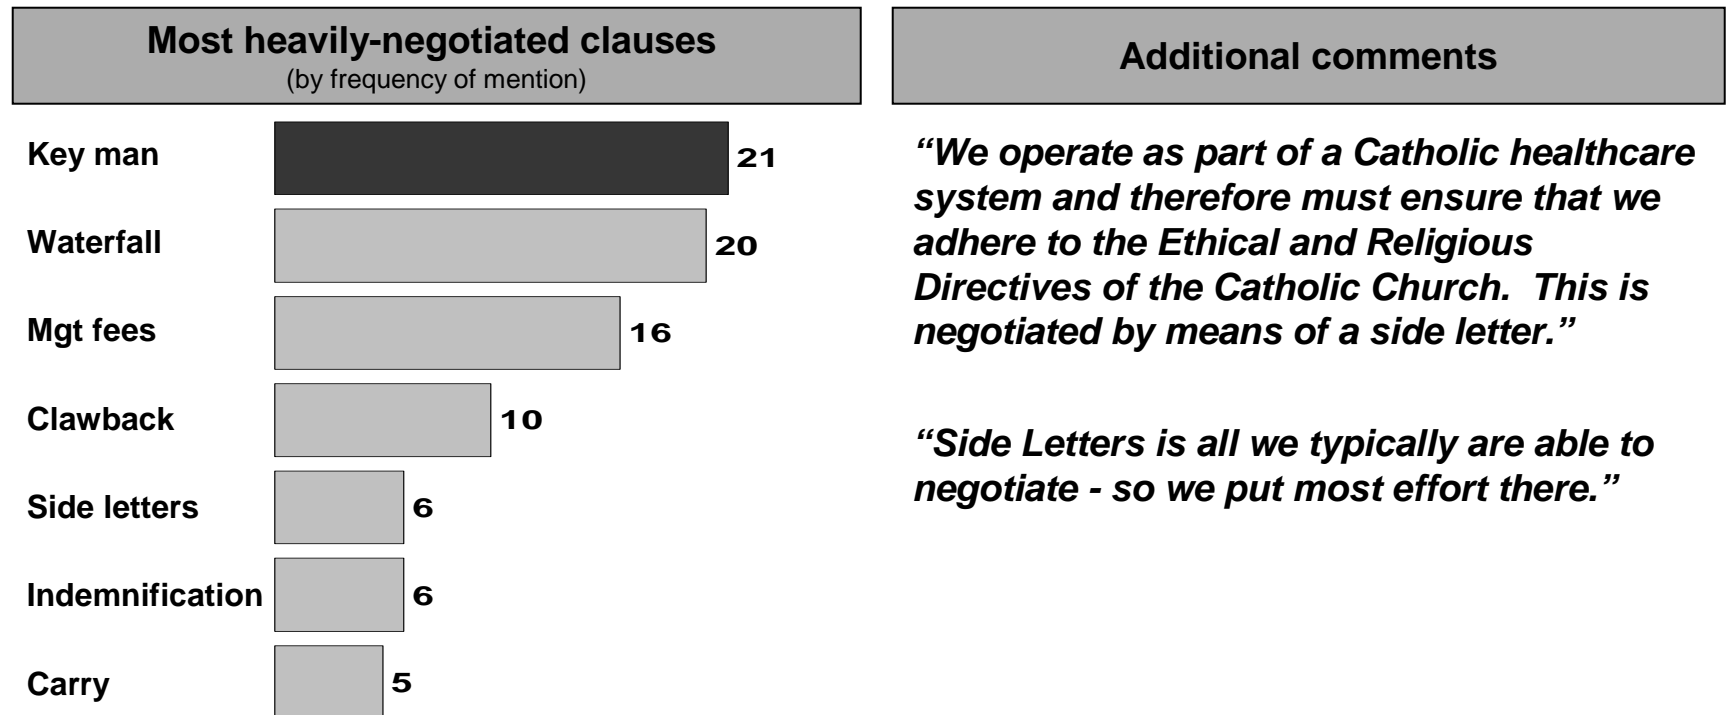 Most heavily-negotiated clauses
(by frequency of mention)
Key man 21
Waterfall 20
Mgt fees 16
Clawback 10
Side letters 6
Indemnification 6
Carry 5
Additional comments
“We operate as part of a Catholic healthcare
system and therefore must ensure that we
adhere to the Ethical and Religious
Directives of the Catholic Church.  This is
negotiated by means of a side letter.”
“Side Letters is all we typically are able to
negotiate - so we put most effort there.”